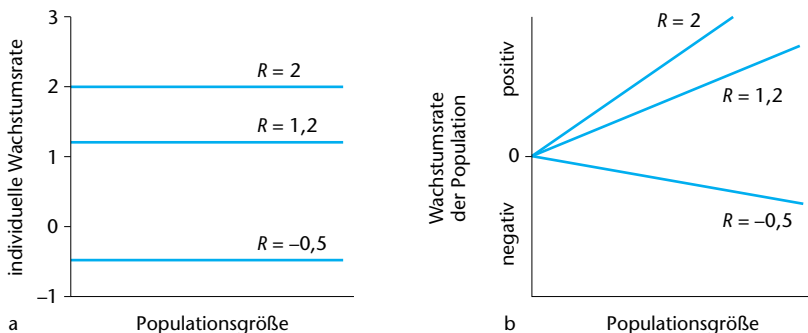 individuelle Wachstumsrate
3
2
1
0
–1
R = 2
R = 1,2
R = –0,5
a
Populationsgröße
Wachstumsrate
der Population
positiv
0
negativ
R = 2
R = 1,2
R = –0,5
b
Populationsgröße